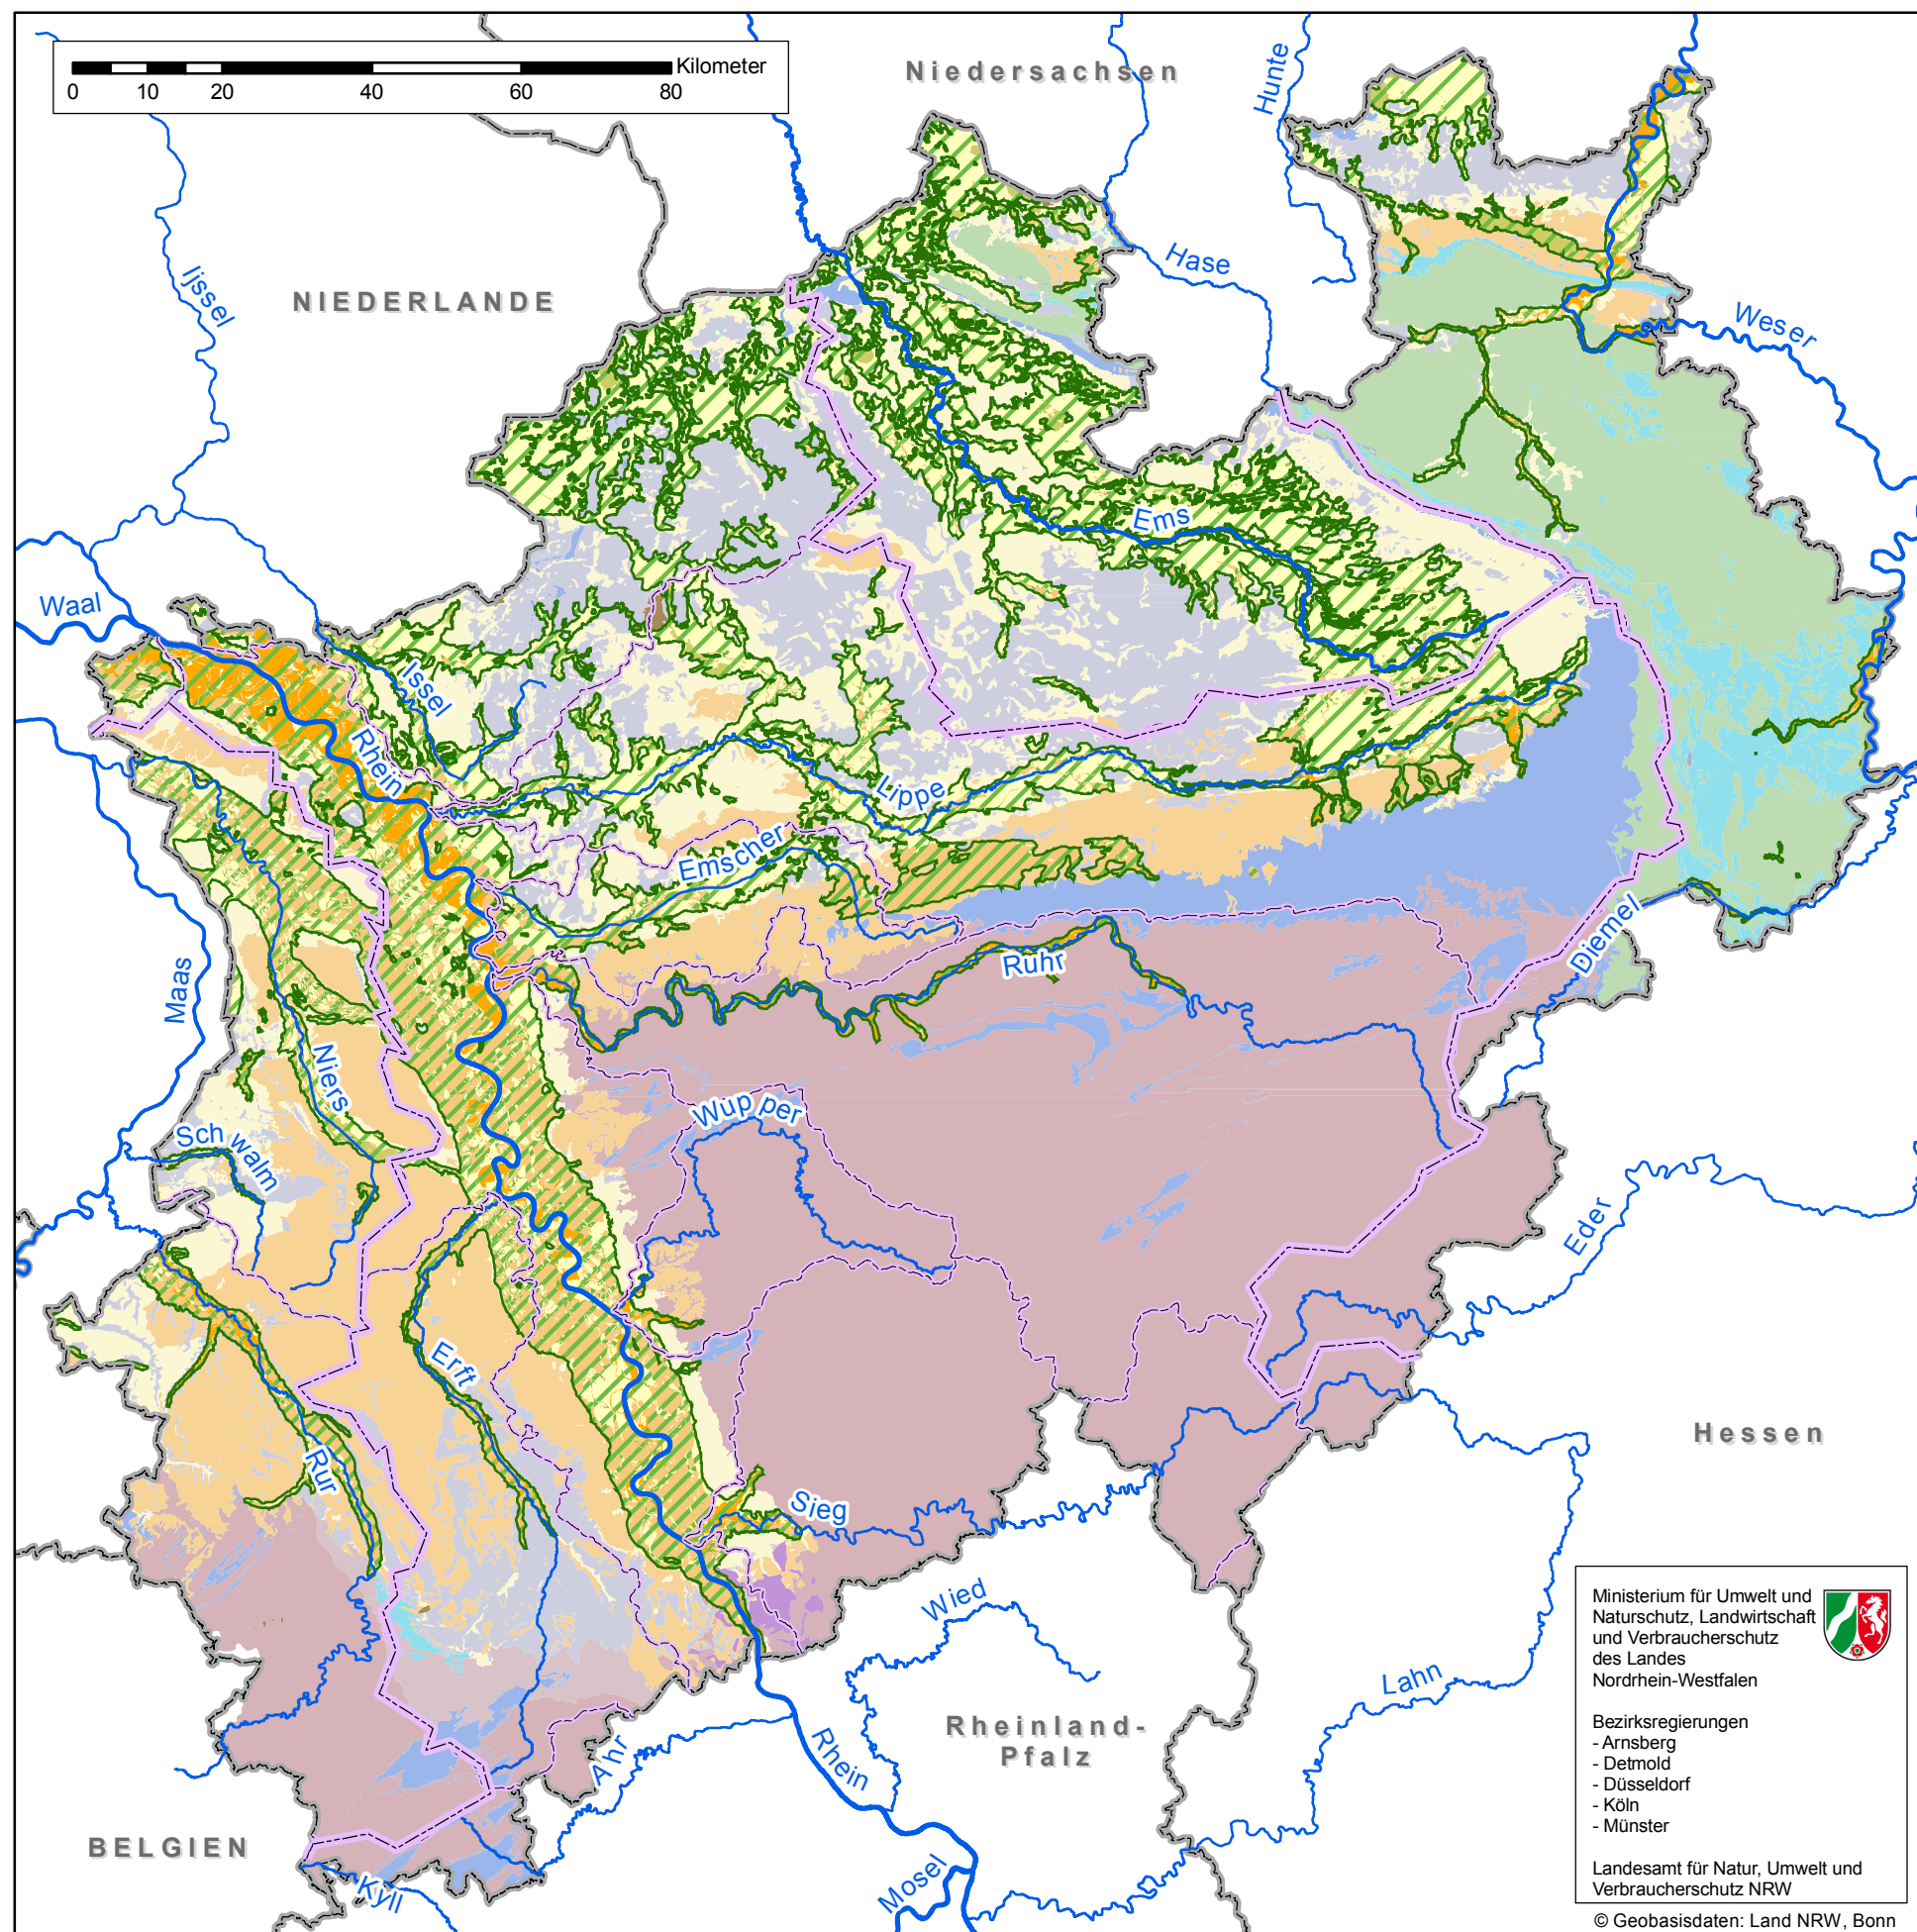 Kilometer
0 10 20 40 60 80
Niedersachsen
Hunte
NIEDERLANDE
Ijssel
Hase
Weser
Ems
Waal
Issel
Rhein
Lippe
Emscher
Maas
Ruhr
Diemel
Niers
Schwalm
Wupper
Eder
Erft
Rur
Hessen
Sieg
Wied
Lahn
Rheinland-
Pfalz
Rhein
Ahr
BELGIEN
Kyll
Mosel
Ministerium für Umwelt und
Naturschutz, Landwirtschaft
und Verbraucherschutz
des Landes
Nordrhein-Westfalen
Bezirksregierungen
- Arnsberg
- Detmold
- Düsseldorf
- Köln
- Münster
Landesamt für Natur, Umwelt und
Verbraucherschutz NRW
© Geobasisdaten: Land NRW, Bonn